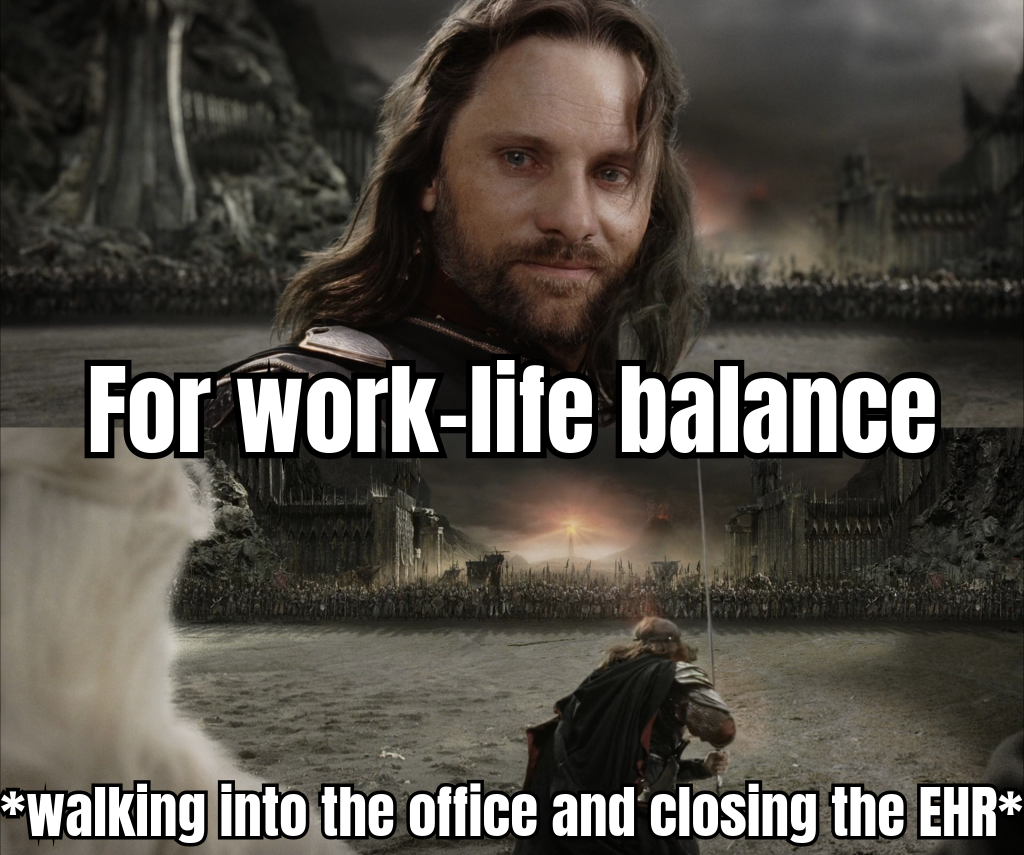 For work-life balance
*walking into the office and closing the EHR*